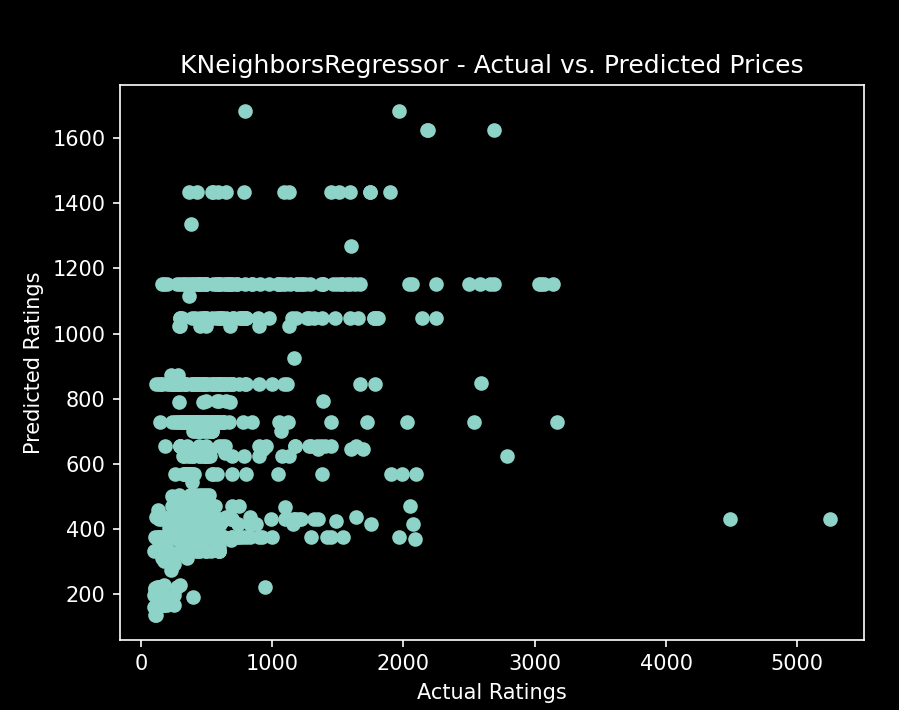 KNeighborsRegressor - Actual vs. Predicted Prices
Predicted Ratings
1600
1400
1200
1000
800
600
400
200
0 1000 2000 3000 4000 5000
Actual Ratings